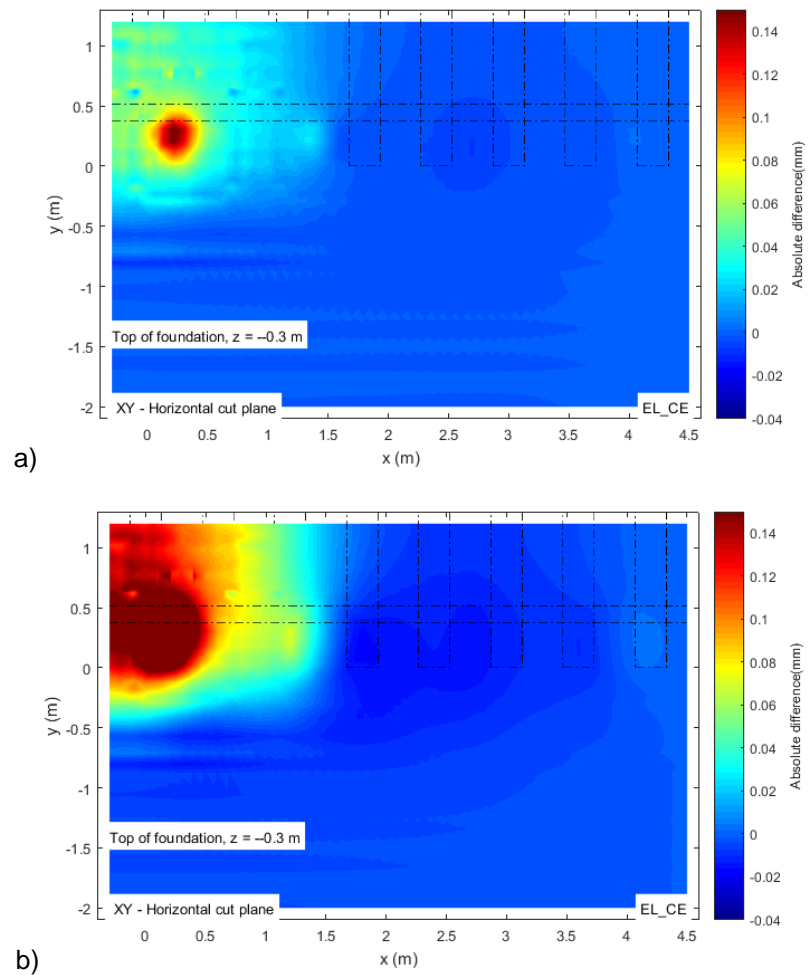 1
0.5
0
-0.5
-1
-1.5
-2
y (m)
Top of foundation, z = --0.3 m
XY - Horizontal cut plane
EL_CE
0 0.5 1 1.5 2 2.5 3 3.5 4 4.5
x (m)
0.14
0.12
0.1
0.08
0.06
0.04
0.02
0
-0.02
-0.04
Absolute difference(mm)
a)
1
0.5
0
-0.5
-1
-1.5
-2
y (m)
Top of foundation, z = --0.3 m
XY - Horizontal cut plane
EL_CE
0 0.5 1 1.5 2 2.5 3 3.5 4 4.5
x (m)
0.14
0.12
0.1
0.08
0.06
0.04
0.02
0
-0.02
-0.04
Absolute difference(mm)
b)